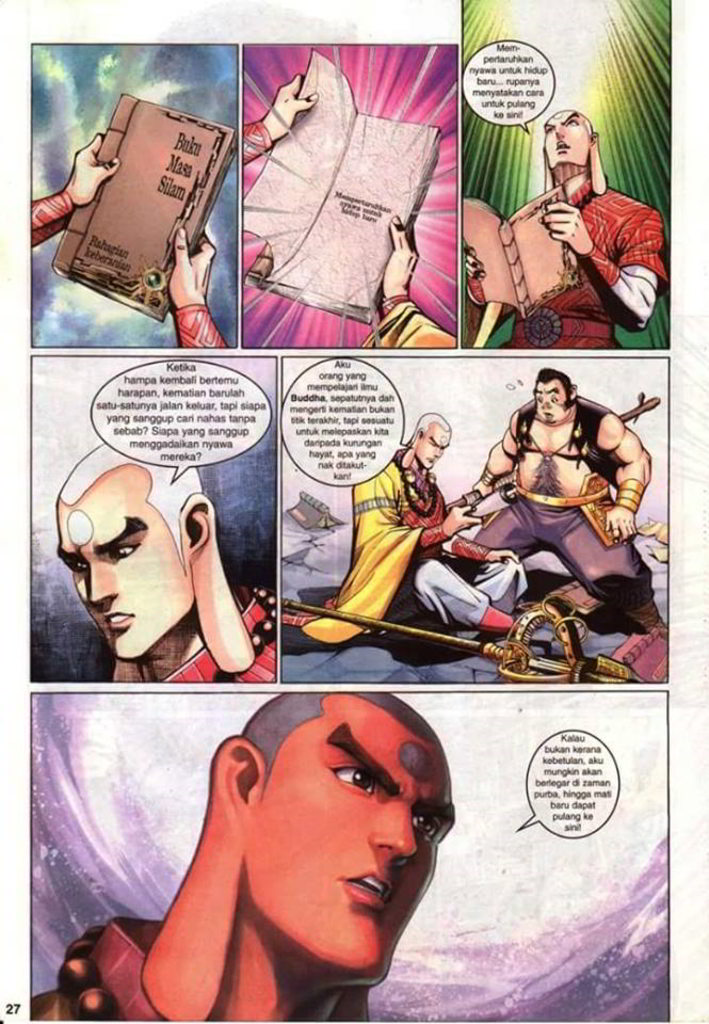 Buku
Masa
Silam
Bahagian
keberanian
Mempertaruhkan
nyawa untuk
hidup baru
Mem-
pertaruhkan
nyawa untuk hidup
baru... rupanya
menyatakan cara
untuk pulang
ke sini!
Ketika
hampa kembali bertemu
harapan, kematian barulah
satu-satunya jalan keluar, tapi siapa
yang sanggup cari nahas tanpa
sebab? Siapa yang sanggup
menggadaikan nyawa
mereka?
Aku
orang yang
mempelajari ilmu
Buddha, sepatutnya dah
mengerti kematian bukan
titik terakhir, tapi sesuatu
untuk melepaskan kita
daripada kurungan
hayat, apa yang
nak ditakut-
kan!
Kalau
bukan kerana
kebetulan, aku
mungkin akan
berlegar di zaman
purba, hingga mati
baru dapat
pulang ke
sini!
27